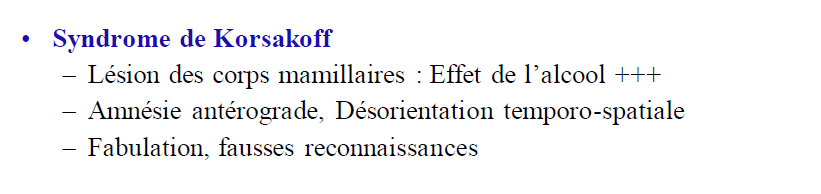 • Syndrome de Korsakoff
– Lésion des corps mamillaires : Effet de l’alcool +++
– Amnésie antérograde, Désorientation temporo-spatiale
– Fabulation, fausses reconnaissances